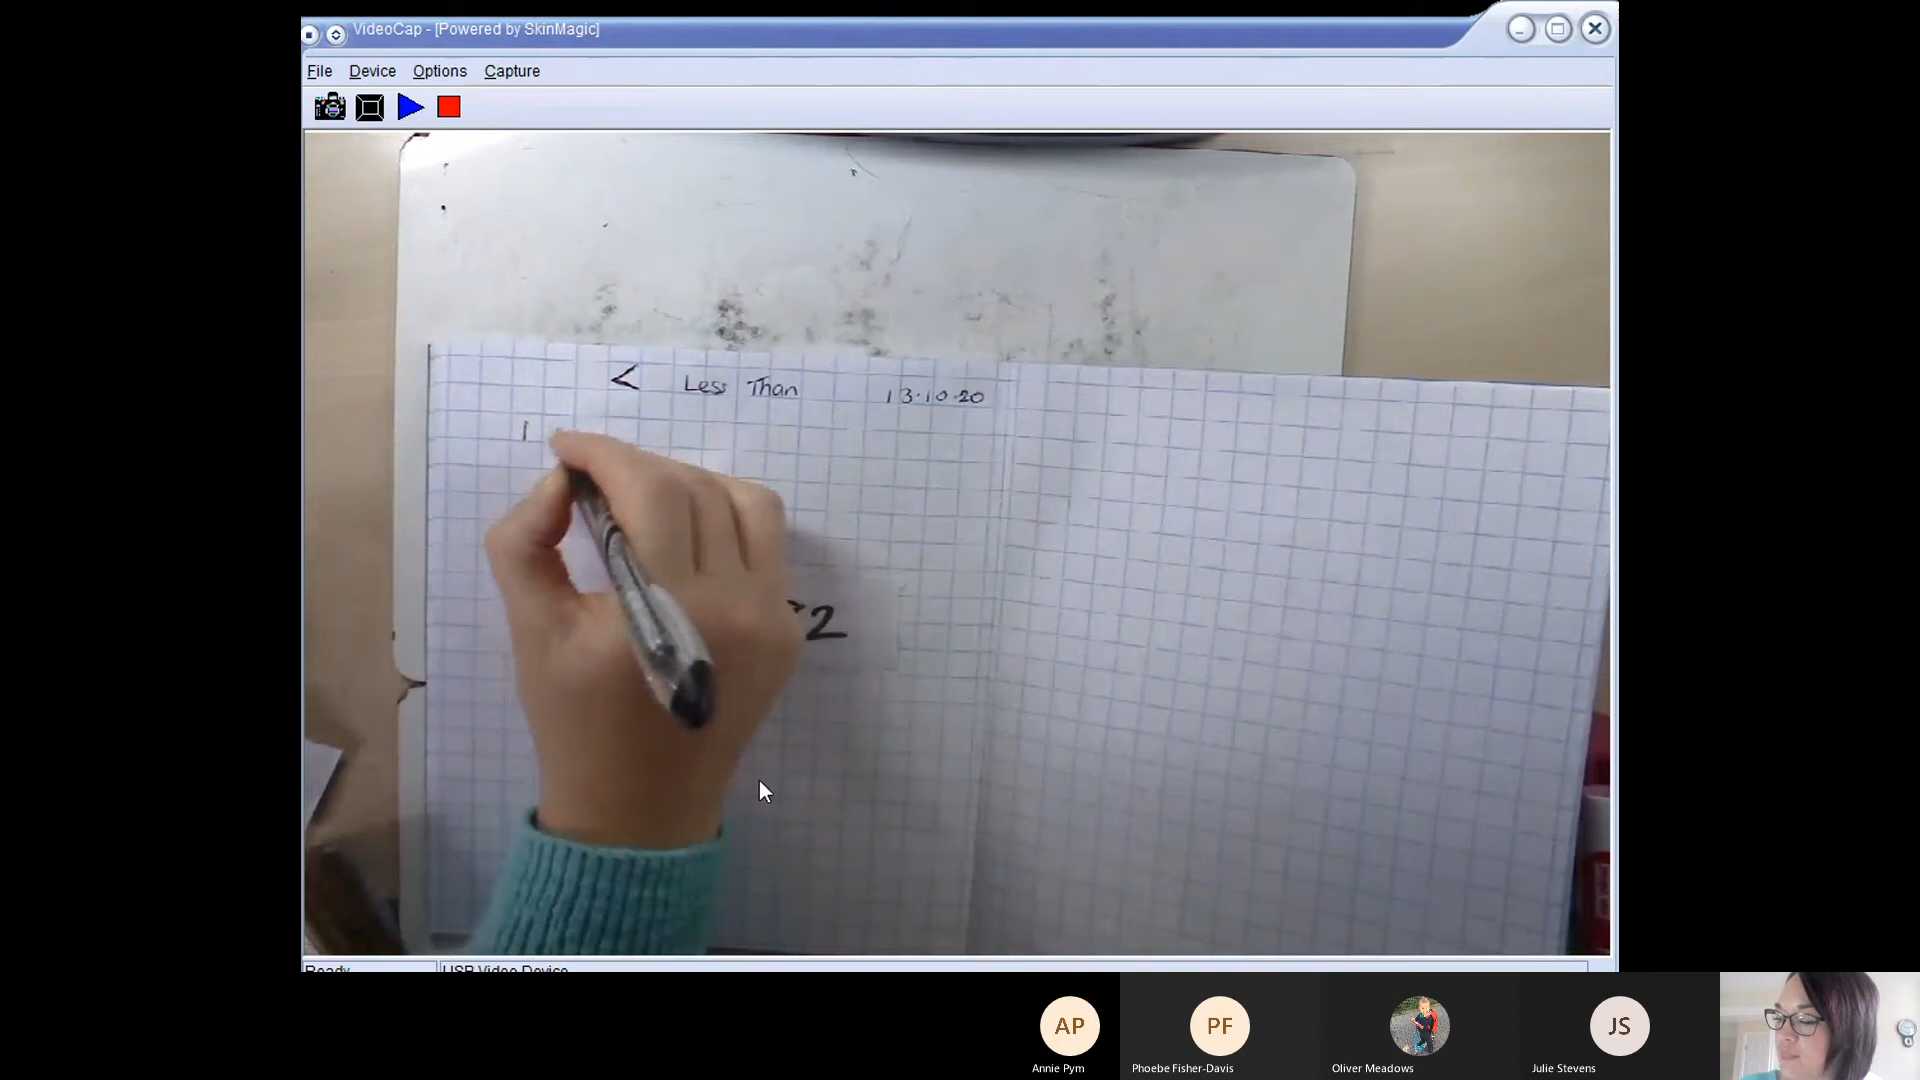 VideoCap - [Powered by SkinMagic]
File Device Options Capture
< Less Than 13.10.20
1
2
Ready USB Video Device
AP PF JS
Annie Pym Phoebe Fisher-Davis Oliver Meadows Julie Stevens